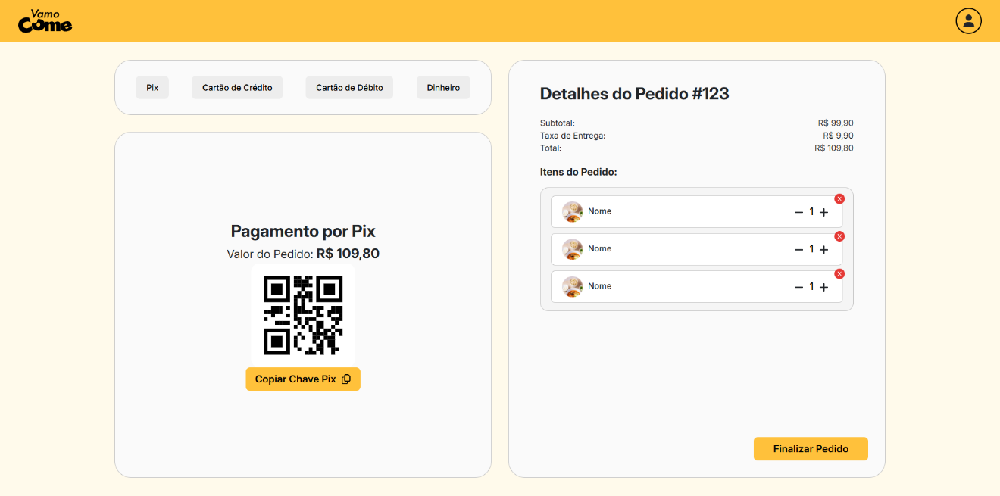 Vamo
Come
Pix
Cartão de Crédito
Cartão de Débito
Dinheiro
Pagamento por Pix
Valor do Pedido: R$ 109,80
Copiar Chave Pix
Detalhes do Pedido #123
Subtotal: R$ 99,90
Taxa de Entrega: R$ 9,90
Total: R$ 109,80
Itens do Pedido:
Nome − 1 + X
Nome − 1 + X
Nome − 1 + X
Finalizar Pedido